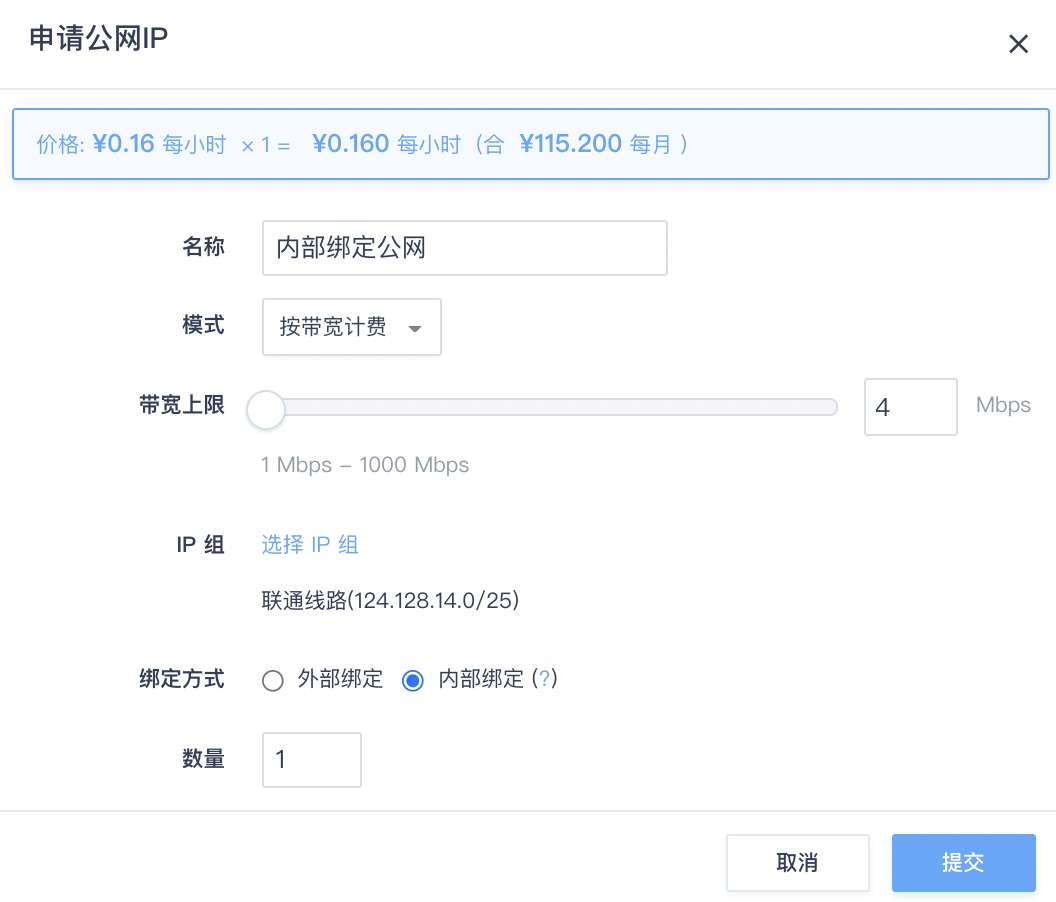 申请公网IP
价格: ¥0.16 每小时 × 1 = ¥0.160 每小时 (合 ¥115.200 每月 )
名称 内部绑定公网
模式 按带宽计费
带宽上限 4 Mbps
1 Mbps – 1000 Mbps
IP 组 选择 IP 组
联通线路(124.128.14.0/25)
绑定方式 外部绑定 内部绑定 (?)
数量 1
取消 提交